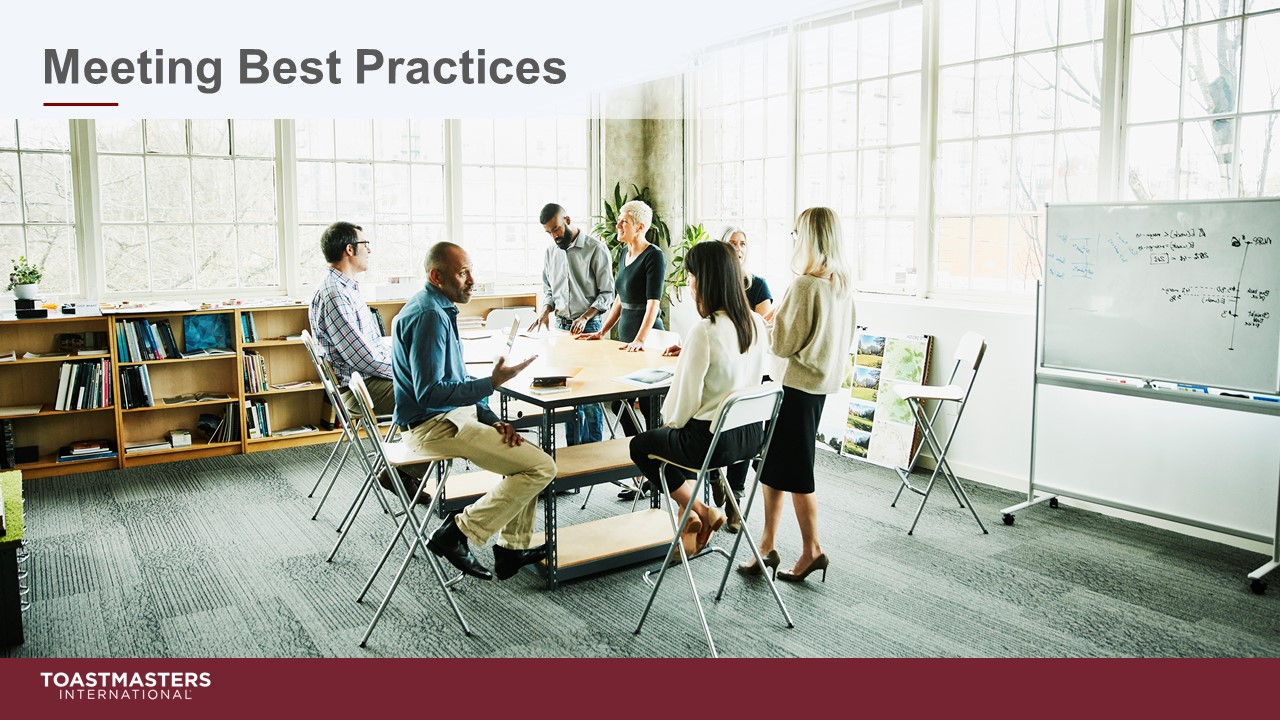 Meeting Best Practices
TOASTMASTERS
INTERNATIONAL